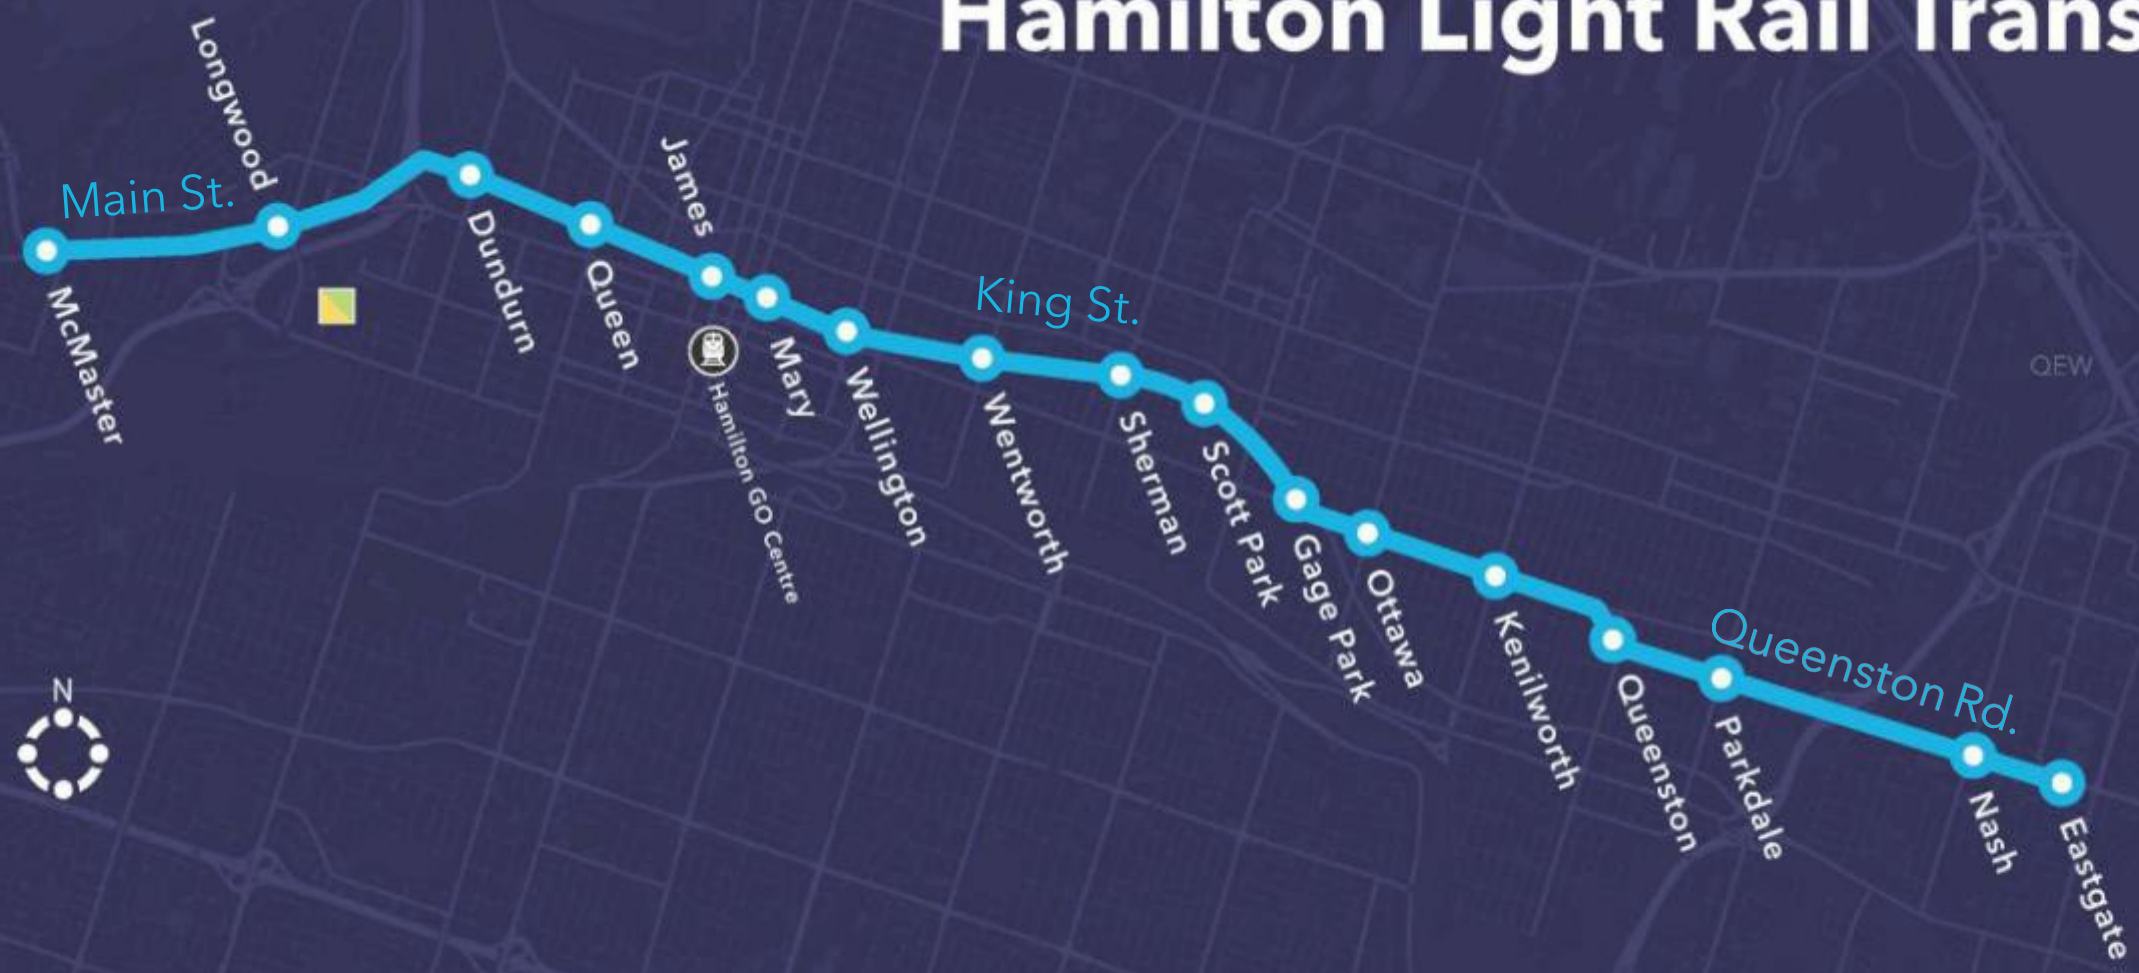 Hamilton Light Rail Trans
Longwood
Main St.
James
McMaster
Dundurn
Queen
King St.
Hamilton GO Centre
Mary
Wellington
Wentworth
Sherman
Scott Park
Gage Park
Ottawa
Kenilworth
QEW
Queenston Rd.
Queenston
Parkdale
Nash
Eastgate
N